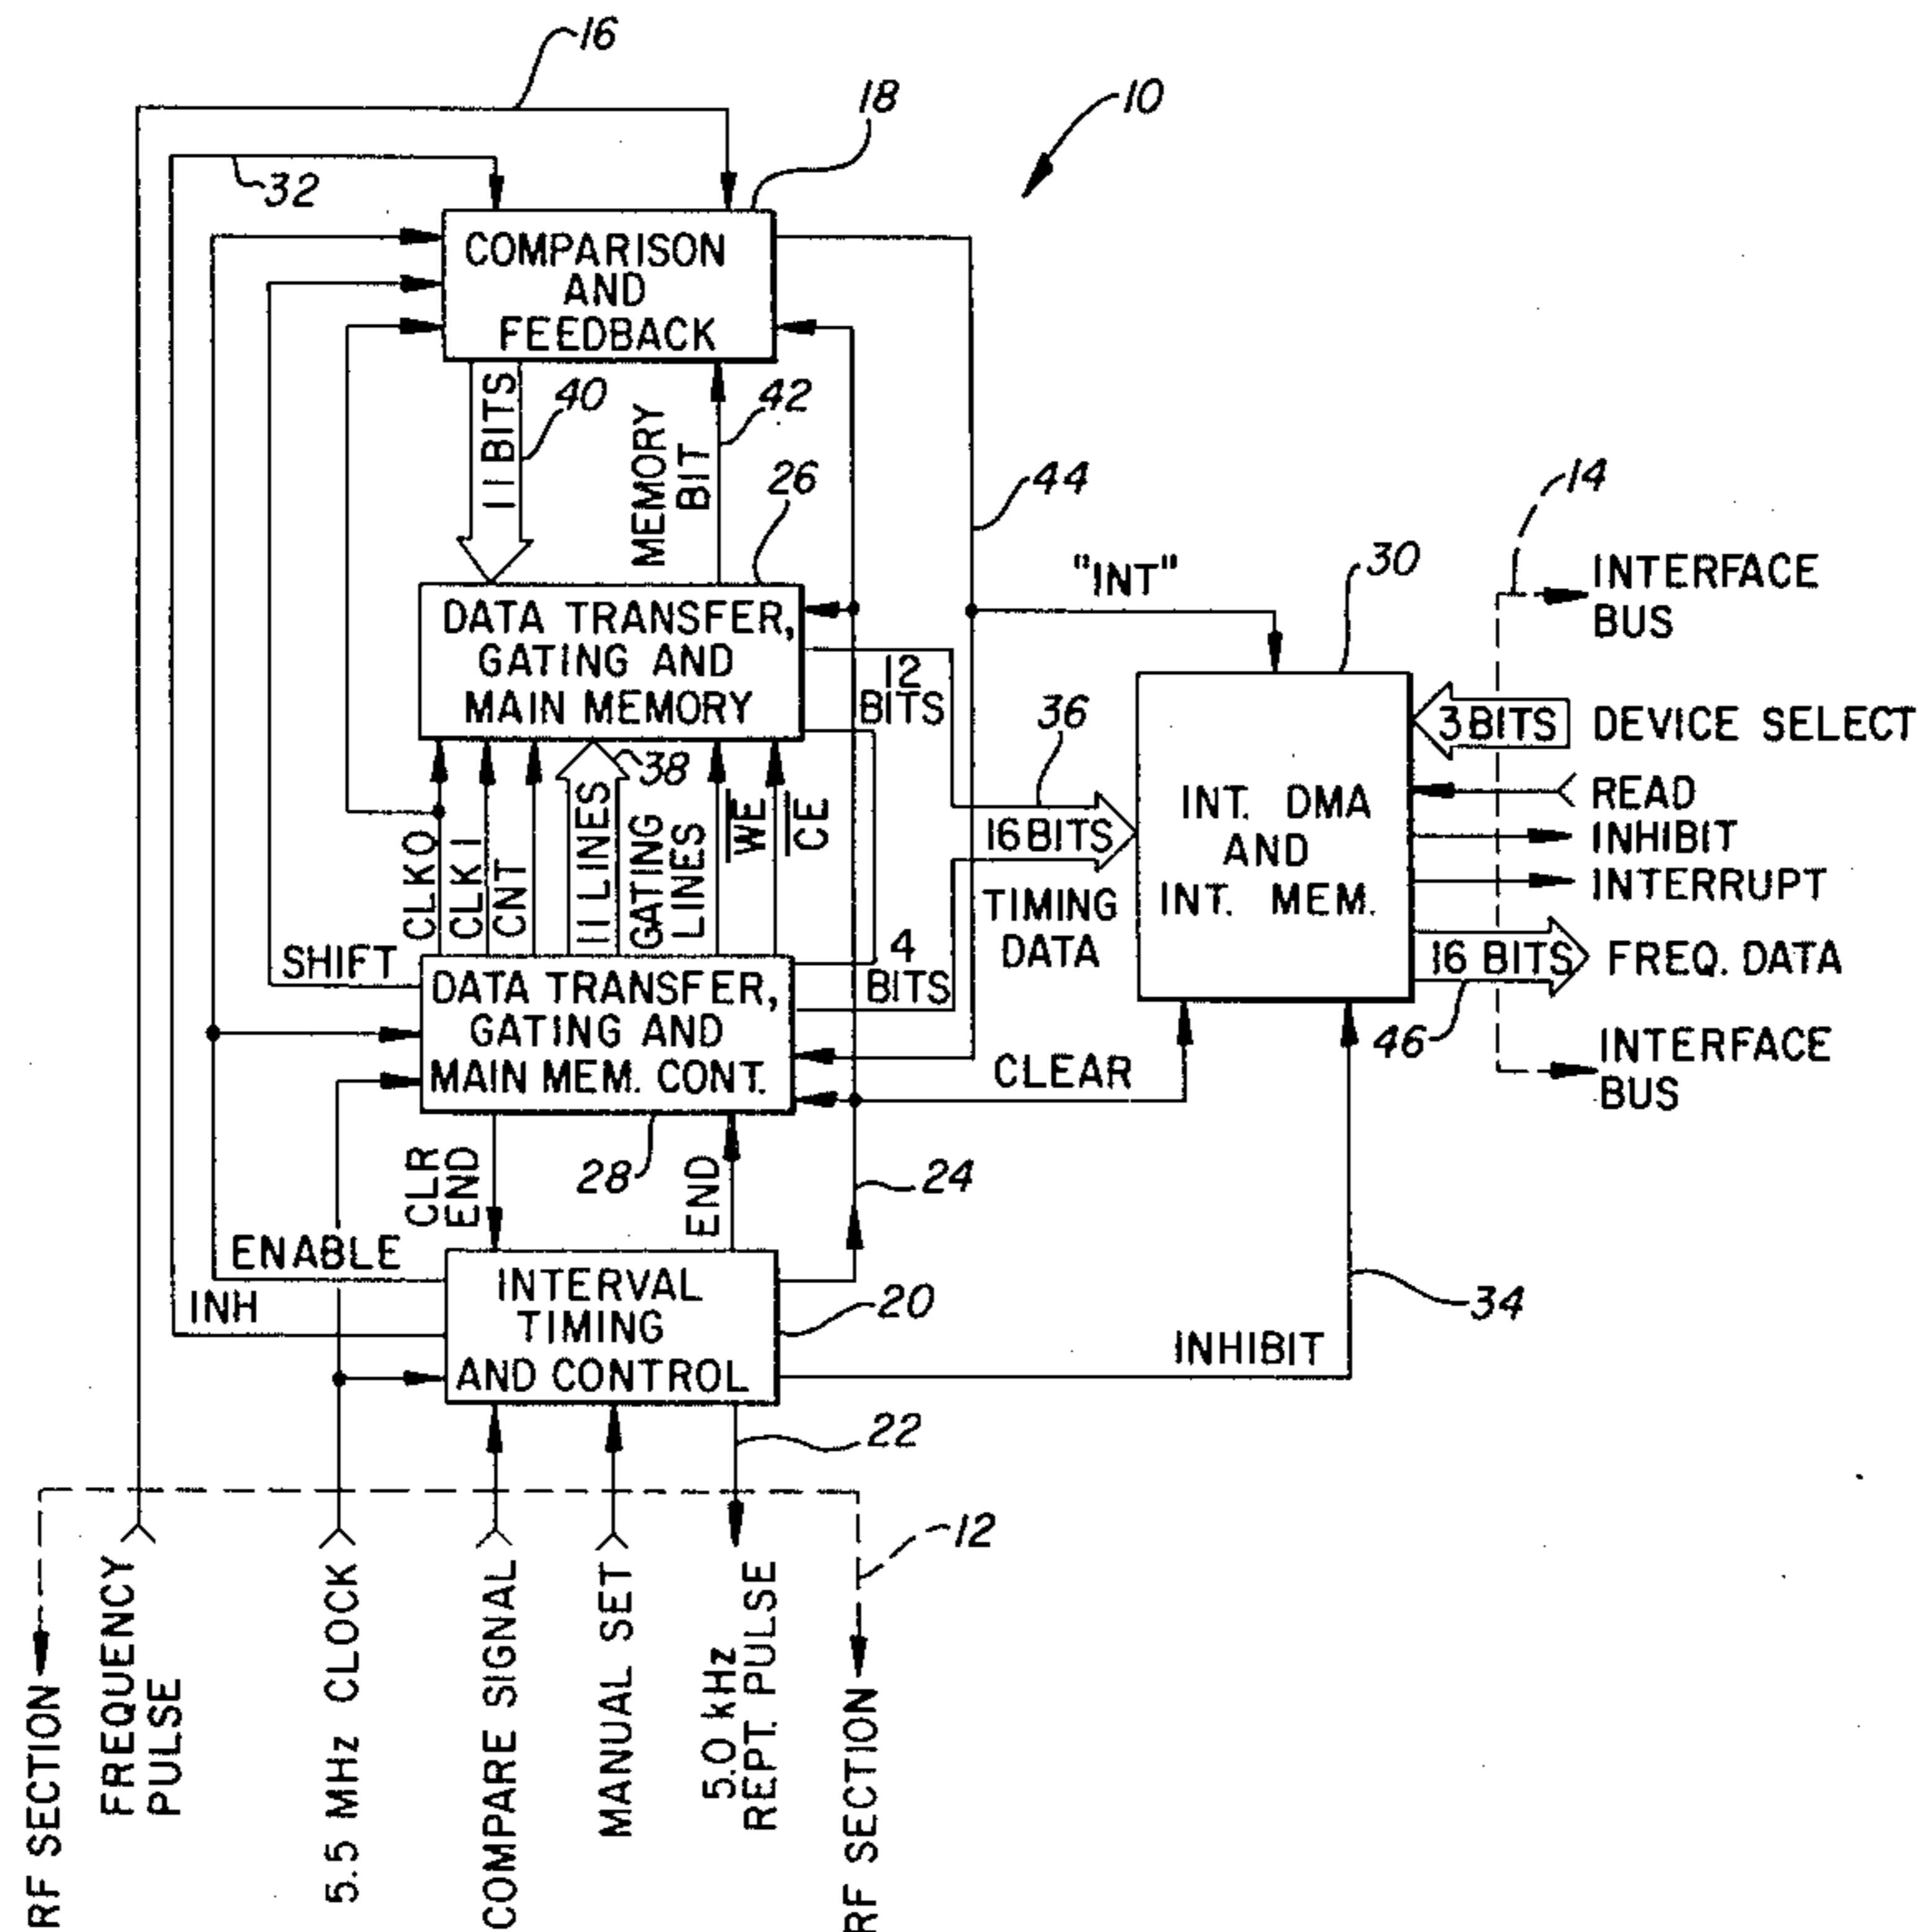 16
18
10
32
COMPARISON
AND
FEEDBACK
11 BITS
40
MEMORY
BIT
42
26
44
14
"INT"
30
INTERFACE
BUS
DATA TRANSFER,
GATING AND
MAIN MEMORY
12
BITS
36
3 BITS
DEVICE SELECT
38
16 BITS
INT. DMA
AND
INT. MEM.
READ
INHIBIT
INTERRUPT
CLK0
CLK1
CNT
11 LINES
GATING
LINES
WE
CE
TIMING
DATA
16 BITS
FREQ. DATA
SHIFT
4
BITS
DATA TRANSFER,
GATING AND
MAIN MEM. CONT.
46
INTERFACE
BUS
CLEAR
CLR
END
28
END
24
ENABLE
INH
INTERVAL
TIMING
AND CONTROL
20
34
INHIBIT
22
12
RF SECTION
FREQUENCY
PULSE
5.5 MHz CLOCK
COMPARE SIGNAL
MANUAL SET
5.0 kHz
REPT. PULSE
RF SECTION